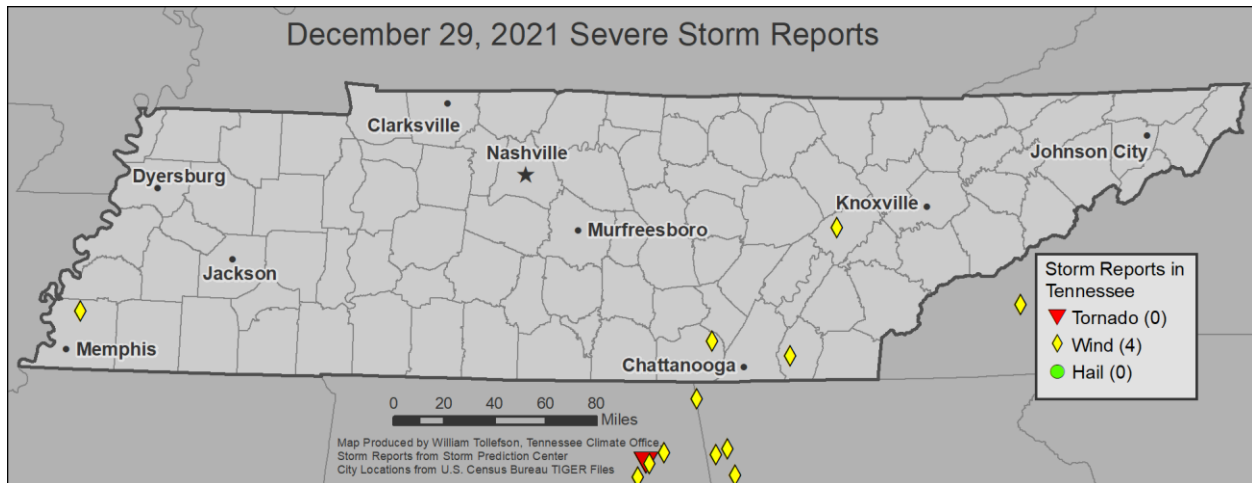 December 29, 2021 Severe Storm Reports
Clarksville
Nashville
Johnson City
Dyersburg
Knoxville
Murfreesboro
Jackson
Storm Reports in
Tennessee
Tornado (0)
Wind (4)
Hail (0)
Memphis
Chattanooga
0 20 40 60 80
Miles
Map Produced by William Tollefson, Tennessee Climate Office
Storm Reports from Storm Prediction Center
City Locations from U.S. Census Bureau TIGER Files